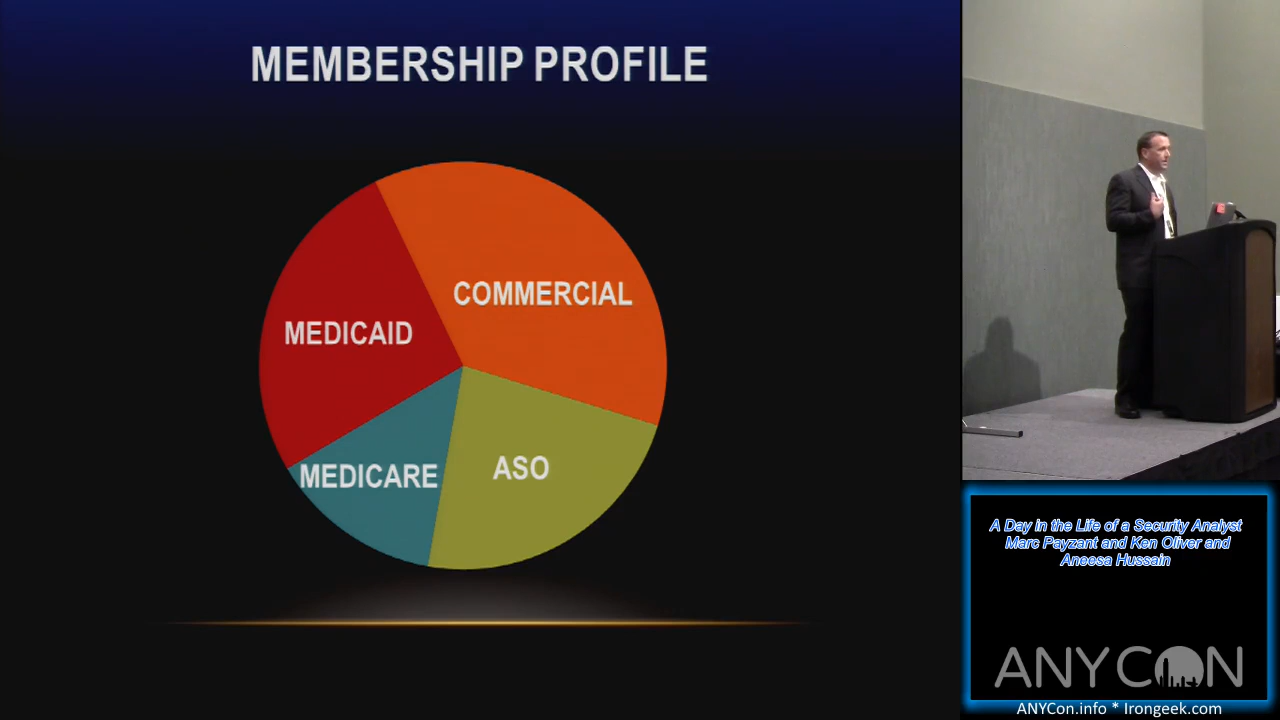 MEMBERSHIP PROFILE
COMMERCIAL
MEDICAID
ASO
MEDICARE
A Day in the Life of a Security Analyst
Marc Payzant and Ken Oliver and
Aneesa Hussain
ANYCON
ANYCon.info * Irongeek.com